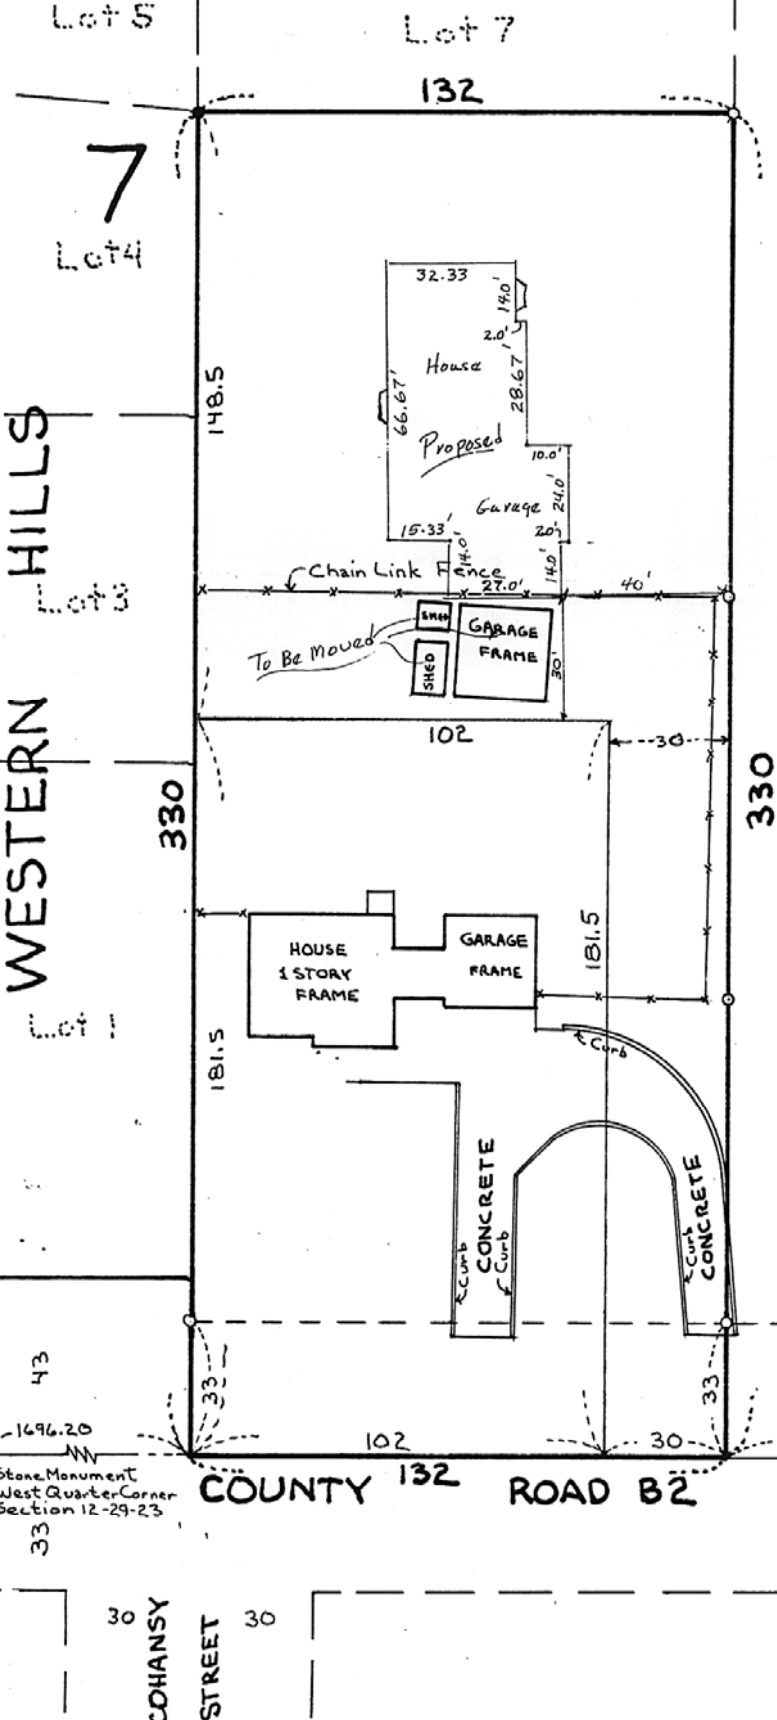 Lot 5
Lot 7
132
7
Lot 4
32.33
14.0'
2.0'
House
28.67'
148.5
66.67'
Proposed
10.0'
Garage
24.0'
15.33'
14.0'
14.0'
Chain Link Fence
27.0'
40'
HILLS
Lot 3
SHED
GARAGE
FRAME
To Be Moved
SHED
30'
102
30
WESTERN
330
330
HOUSE
1 STORY
FRAME
GARAGE
FRAME
181.5
Lot 1
181.5
Curb
CONCRETE
Curb
Curb
Curb
CONCRETE
43
33
33
1696.20
102
30
Stone Monument
West Quarter Corner
Section 12-29-23
COUNTY 132 ROAD B2
33
30
COHANSY
STREET
30